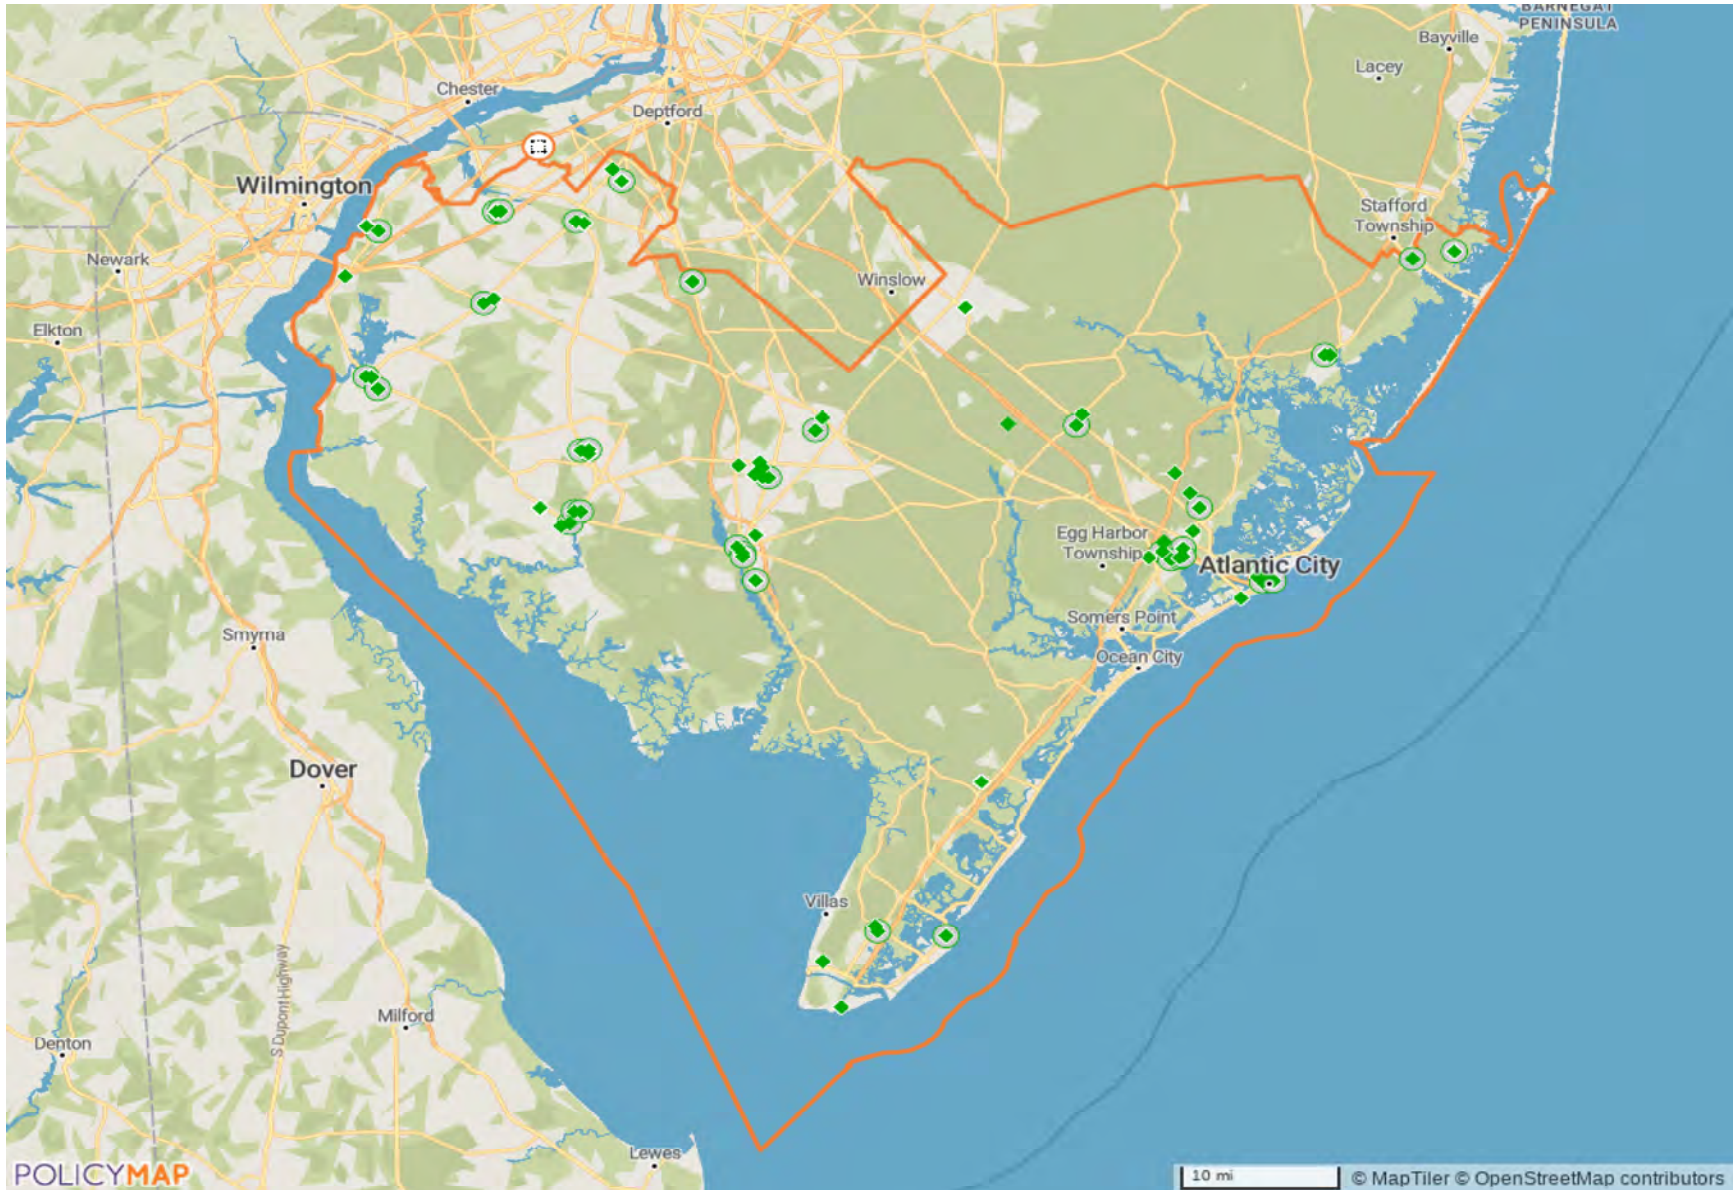 BARNEGAT
PENINSULA
Bayville
Lacey
Chester
Deptford
Wilmington
Stafford
Township
Newark
Winslow
Elkton
Egg Harbor
Township
Atlantic City
Somers Point
Smyrna
Ocean City
Dover
Villas
S Dupont Highway
Milford
Denton
Lewes
POLICYMAP
10 mi
© MapTiler © OpenStreetMap contributors